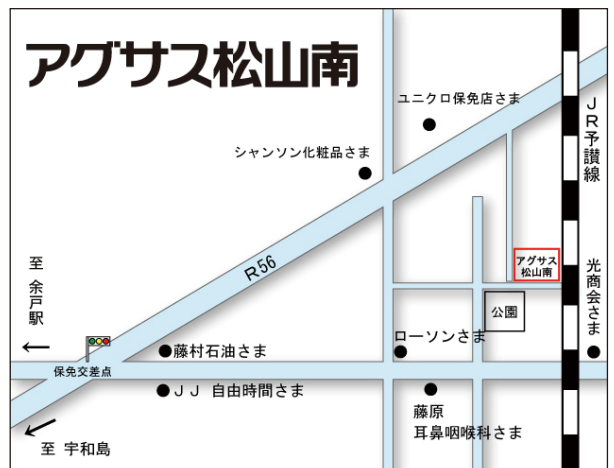 アグサス松山南
ユニクロ保免店さま
シャンソン化粧品さま
JR予讃線
R56
アグサス
松山南
光商会さま
至 余戸駅
公園
ローソンさま
藤村石油さま
保免交差点
JJ 自由時間さま
藤原
耳鼻咽喉科さま
至 宇和島